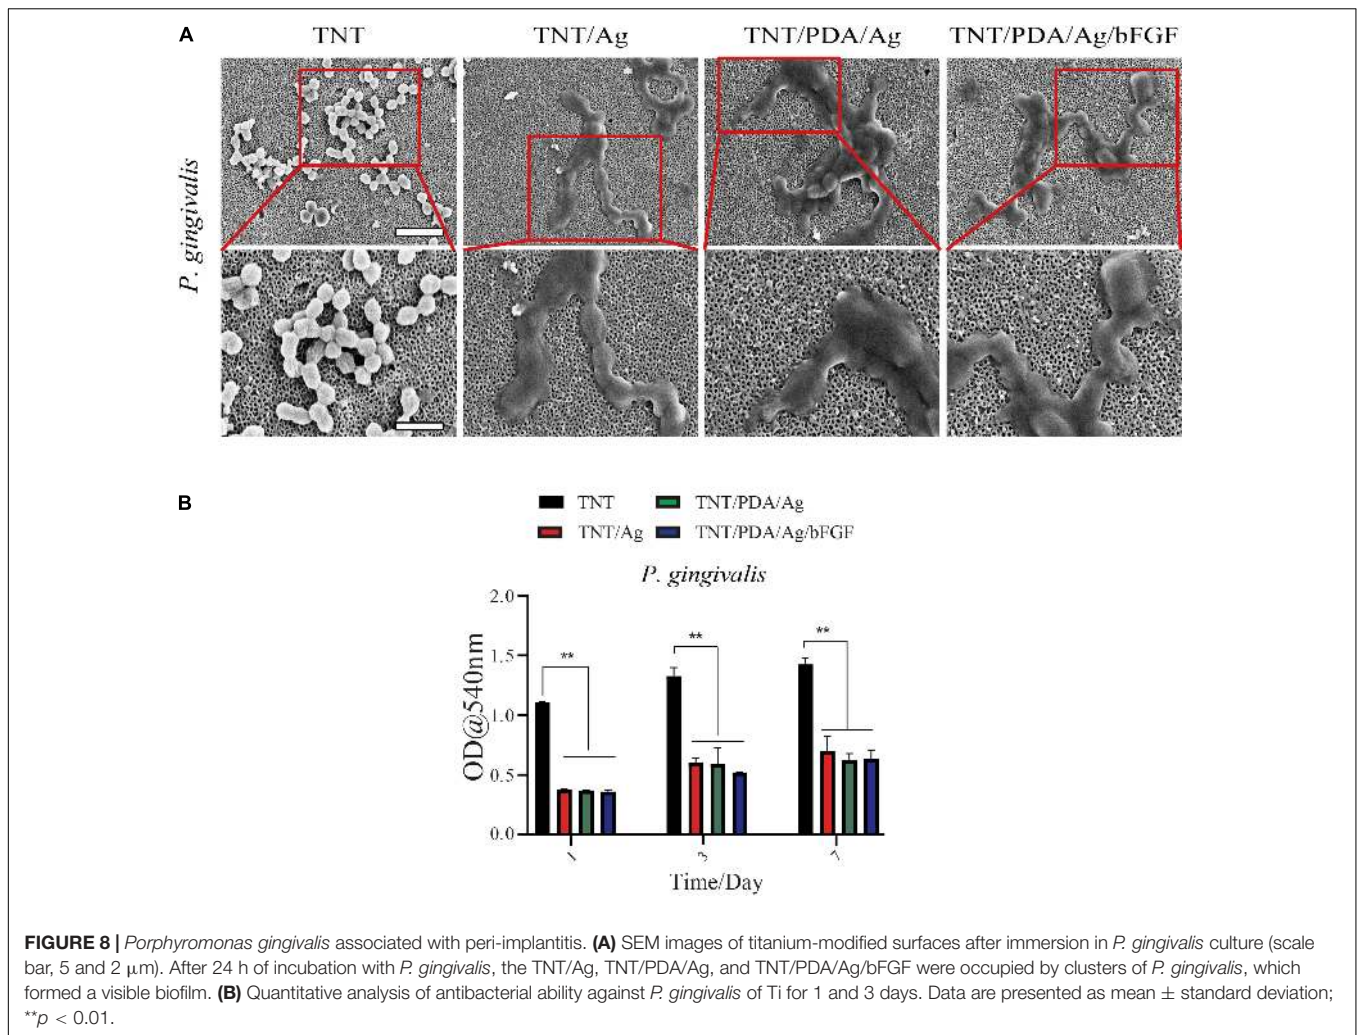 A
TNT TNT/Ag TNT/PDA/Ag TNT/PDA/Ag/bFGF
P. gingivalis
B
TNT TNT/PDA/Ag
TNT/Ag TNT/PDA/Ag/bFGF
P. gingivalis
2.0
1.5
1.0
0.5
0.0
OD@540nm
** ** **
1 3 7
Time/Day
FIGURE 8 | Porphyromonas gingivalis associated with peri-implantitis. (A) SEM images of titanium-modified surfaces after immersion in P. gingivalis culture (scale
bar, 5 and 2 μm). After 24 h of incubation with P. gingivalis, the TNT/Ag, TNT/PDA/Ag, and TNT/PDA/Ag/bFGF were occupied by clusters of P. gingivalis, which
formed a visible biofilm. (B) Quantitative analysis of antibacterial ability against P. gingivalis of Ti for 1 and 3 days. Data are presented as mean ± standard deviation;
**p < 0.01.